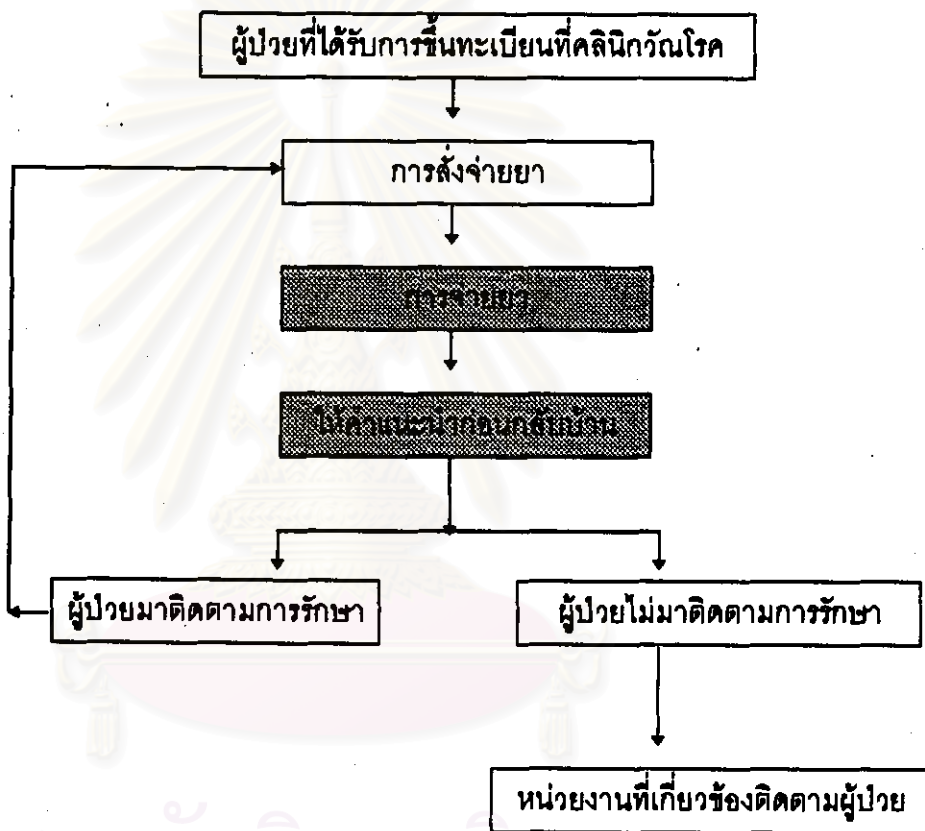 ผู้ป่วยที่ได้รับการขึ้นทะเบียนที่คลินิกวัณโรค
การสั่งจ่ายยา
การจ่ายยา
ให้คำแนะนำก่อนกลับบ้าน
ผู้ป่วยมาติดตามการรักษา
ผู้ป่วยไม่มาติดตามการรักษา
หน่วยงานที่เกี่ยวข้องติดตามผู้ป่วย